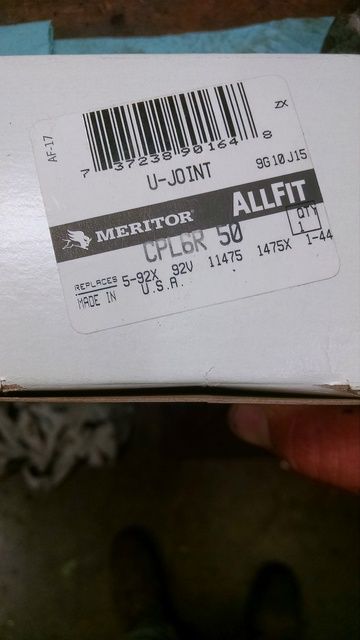 AF-17
ZX
7 37238 90164 8
U-JOINT
9G10J15
MERITOR ALLFIT
CPL6R 50
QTY
1
REPLACES 5-92X 92V 11475 1475X 1-44
MADE IN U.S.A.